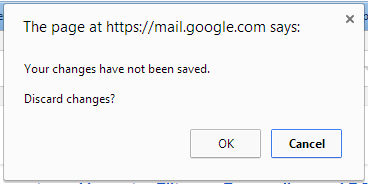 The page at https://mail.google.com says:
Your changes have not been saved.
Discard changes?
OK
Cancel